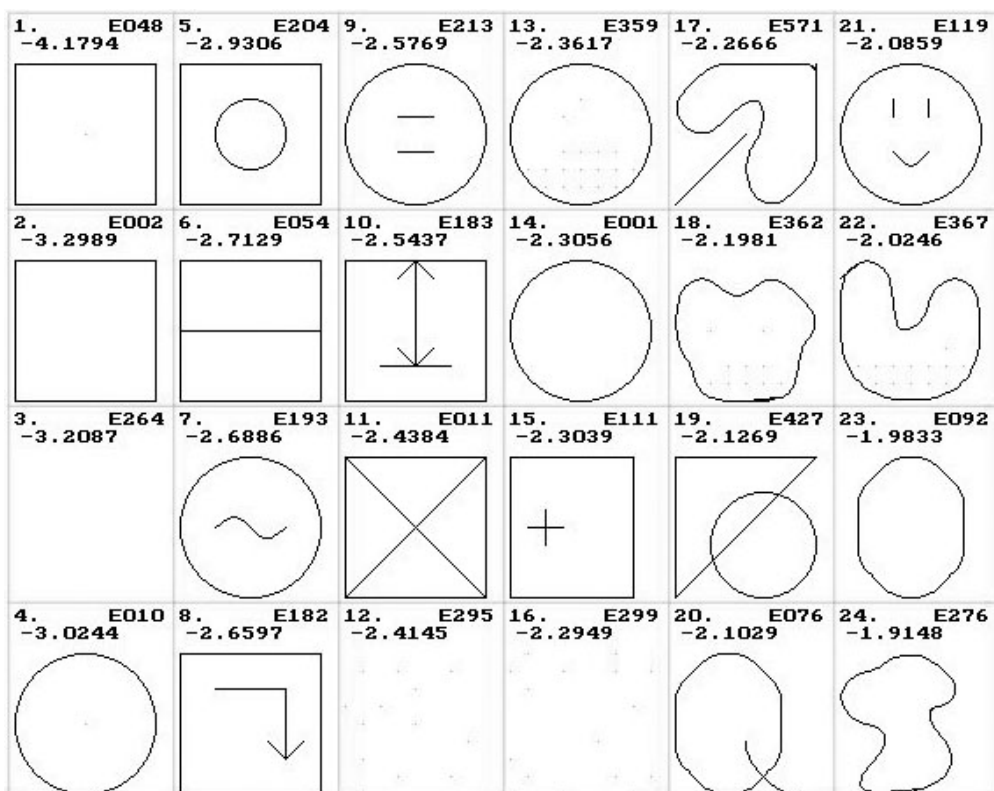 1. E048
-4.1794
5. E204
-2.9306
9. E213
-2.5769
13. E359
-2.3617
17. E571
-2.2666
21. E119
-2.0859
2. E002
-3.2989
6. E054
-2.7129
10. E183
-2.5437
14. E001
-2.3056
18. E362
-2.1981
22. E367
-2.0246
3. E264
-3.2087
7. E193
-2.6886
11. E011
-2.4384
15. E111
-2.3039
19. E427
-2.1269
23. E092
-1.9833
4. E010
-3.0244
8. E182
-2.6597
12. E295
-2.4145
16. E299
-2.2949
20. E076
-2.1029
24. E276
-1.9148